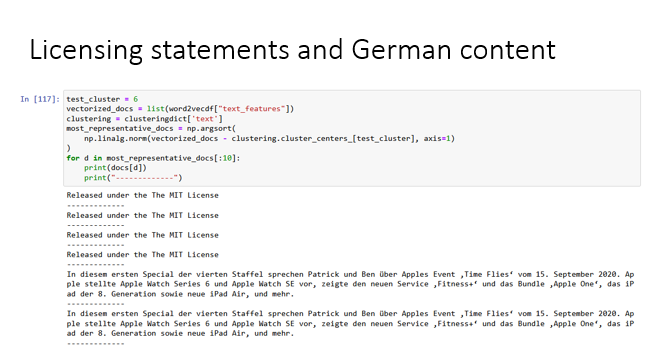 Licensing statements and German content
In [117]: test_cluster = 6
vectorized_docs = list(word2vecdf["text_features"])
clustering = clusteringdict['text']
most_representative_docs = np.argsort(
    np.linalg.norm(vectorized_docs - clustering.cluster_centers_[test_cluster], axis=1)
)
for d in most_representative_docs[:10]:
    print(docs[d])
    print("-------------")
Released under the The MIT License
-------------
Released under the The MIT License
-------------
Released under the The MIT License
-------------
Released under the The MIT License
-------------
In diesem ersten Special der vierten Staffel sprechen Patrick und Ben über Apples Event ‚Time Flies‘ vom 15. September 2020. Ap
ple stellte Apple Watch Series 6 und Apple Watch SE vor, zeigte den neuen Service ‚Fitness+‘ und das Bundle ‚Apple One‘, das iP
ad der 8. Generation sowie neue iPad Air, und mehr.
-------------
In diesem ersten Special der vierten Staffel sprechen Patrick und Ben über Apples Event ‚Time Flies‘ vom 15. September 2020. Ap
ple stellte Apple Watch Series 6 und Apple Watch SE vor, zeigte den neuen Service ‚Fitness+‘ und das Bundle ‚Apple One‘, das iP
ad der 8. Generation sowie neue iPad Air, und mehr.
-------------